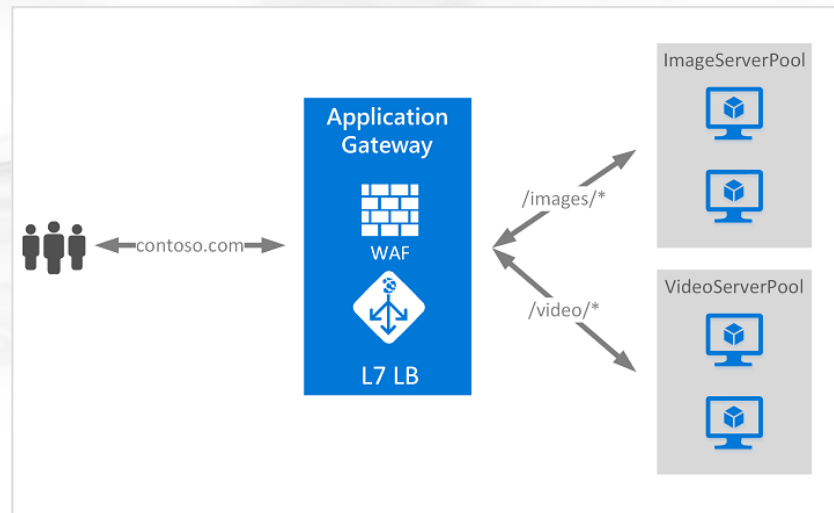 Application
Gateway
WAF
L7 LB
contoso.com
/images/*
/video/*
ImageServerPool
VideoServerPool